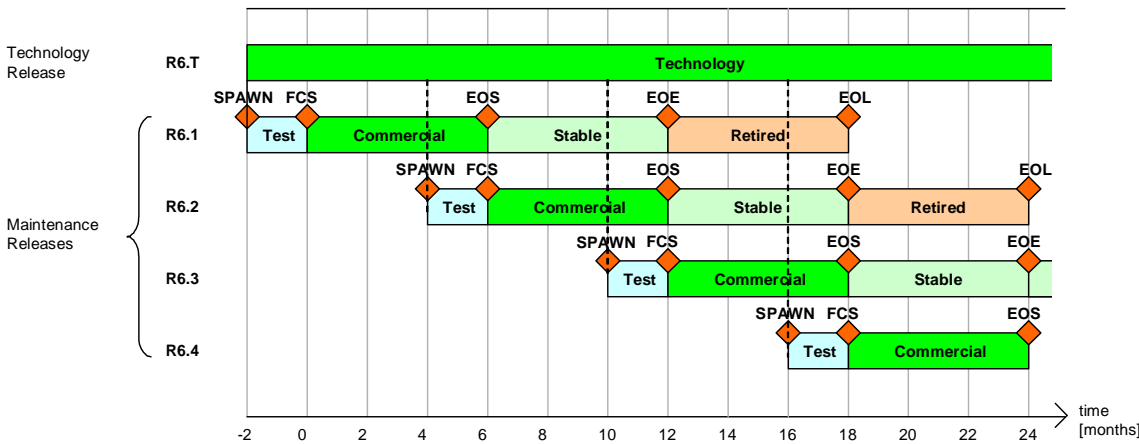 Technology
Release
R6.T
Technology
SPAWN FCS EOS EOE EOL
R6.1
Test Commercial Stable Retired
SPAWN FCS EOS EOE EOL
Maintenance
Releases
R6.2
Test Commercial Stable Retired
SPAWN FCS EOS EOE
R6.3
Test Commercial Stable
SPAWN FCS EOS
R6.4
Test Commercial
-2 0 2 4 6 8 10 12 14 16 18 20 22 24
time
[months]